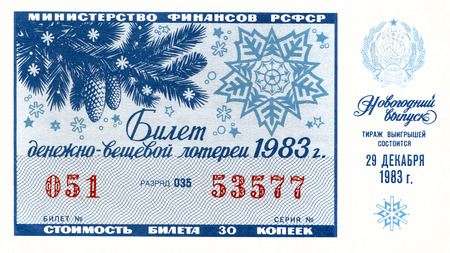 МИНИСТЕРСТВО ФИНАНСОВ РСФСР
Билет
денежно-вещевой лотереи 1983 г.
051 РАЗРЯД 035 53577
БИЛЕТ № СЕРИЯ №
СТОИМОСТЬ БИЛЕТА 30 КОПЕЕК
Новогодний
выпуск
ТИРАЖ ВЫИГРЫШЕЙ
СОСТОИТСЯ
29 ДЕКАБРЯ
1983 г.